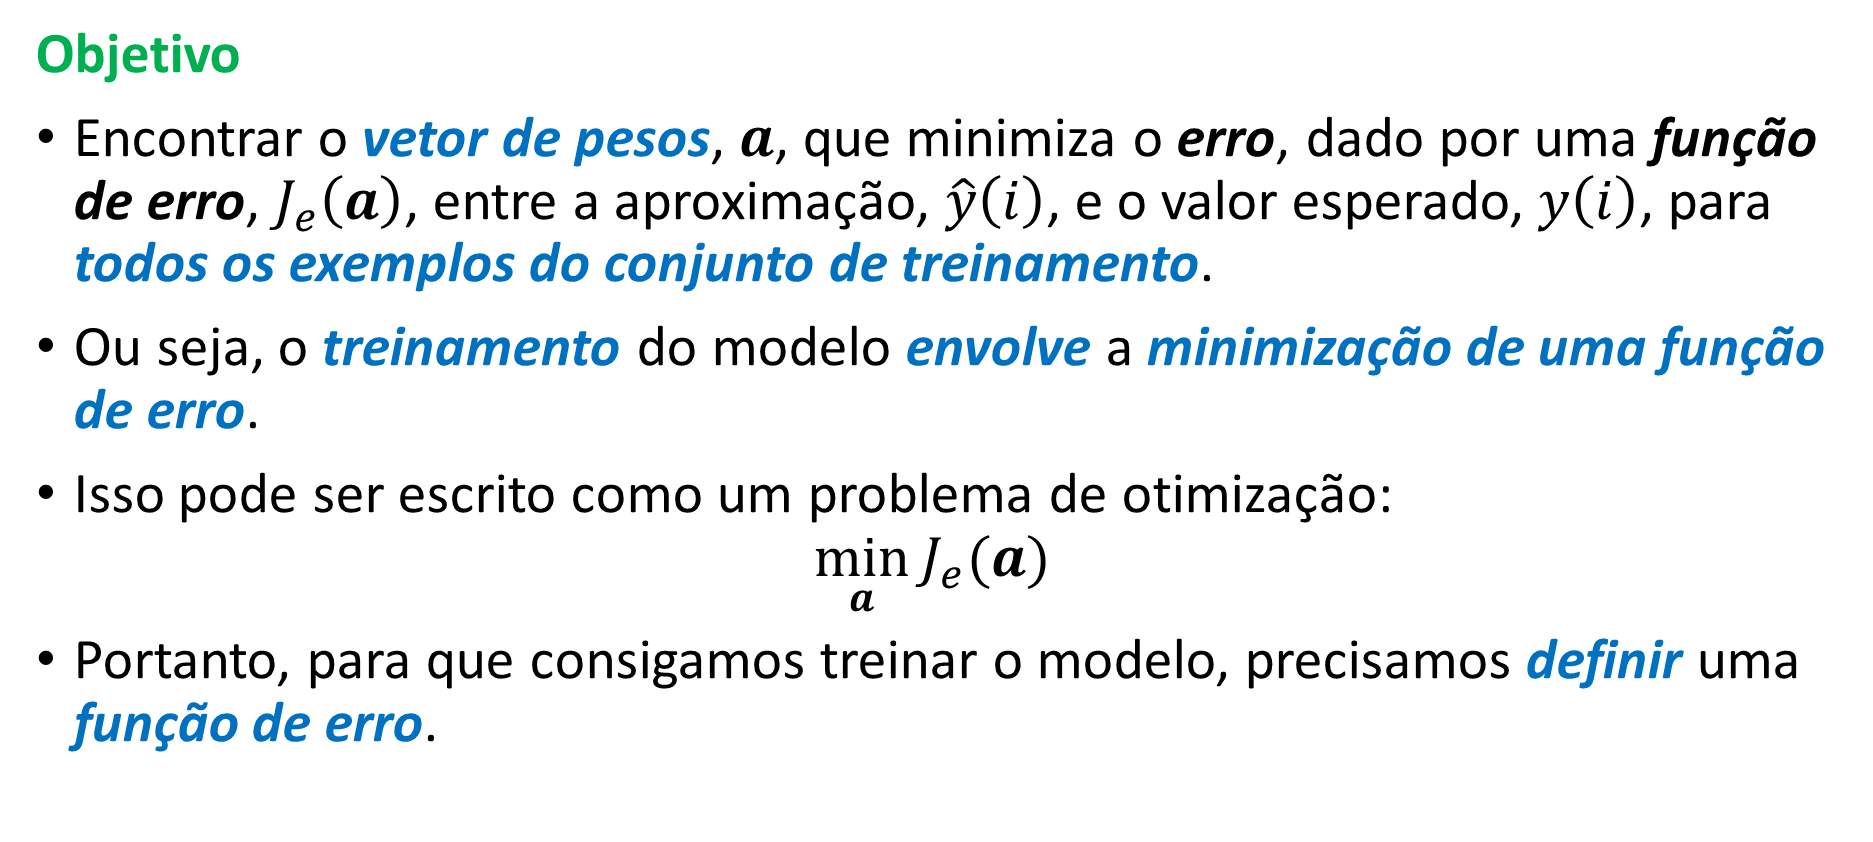 Objetivo
• Encontrar o vetor de pesos, a, que minimiza o erro, dado por uma função
de erro, Jₑ(a), entre a aproximação, ŷ(i), e o valor esperado, y(i), para
todos os exemplos do conjunto de treinamento.
• Ou seja, o treinamento do modelo envolve a minimização de uma função
de erro.
• Isso pode ser escrito como um problema de otimização:
min Jₑ(a)
a
• Portanto, para que consigamos treinar o modelo, precisamos definir uma
função de erro.